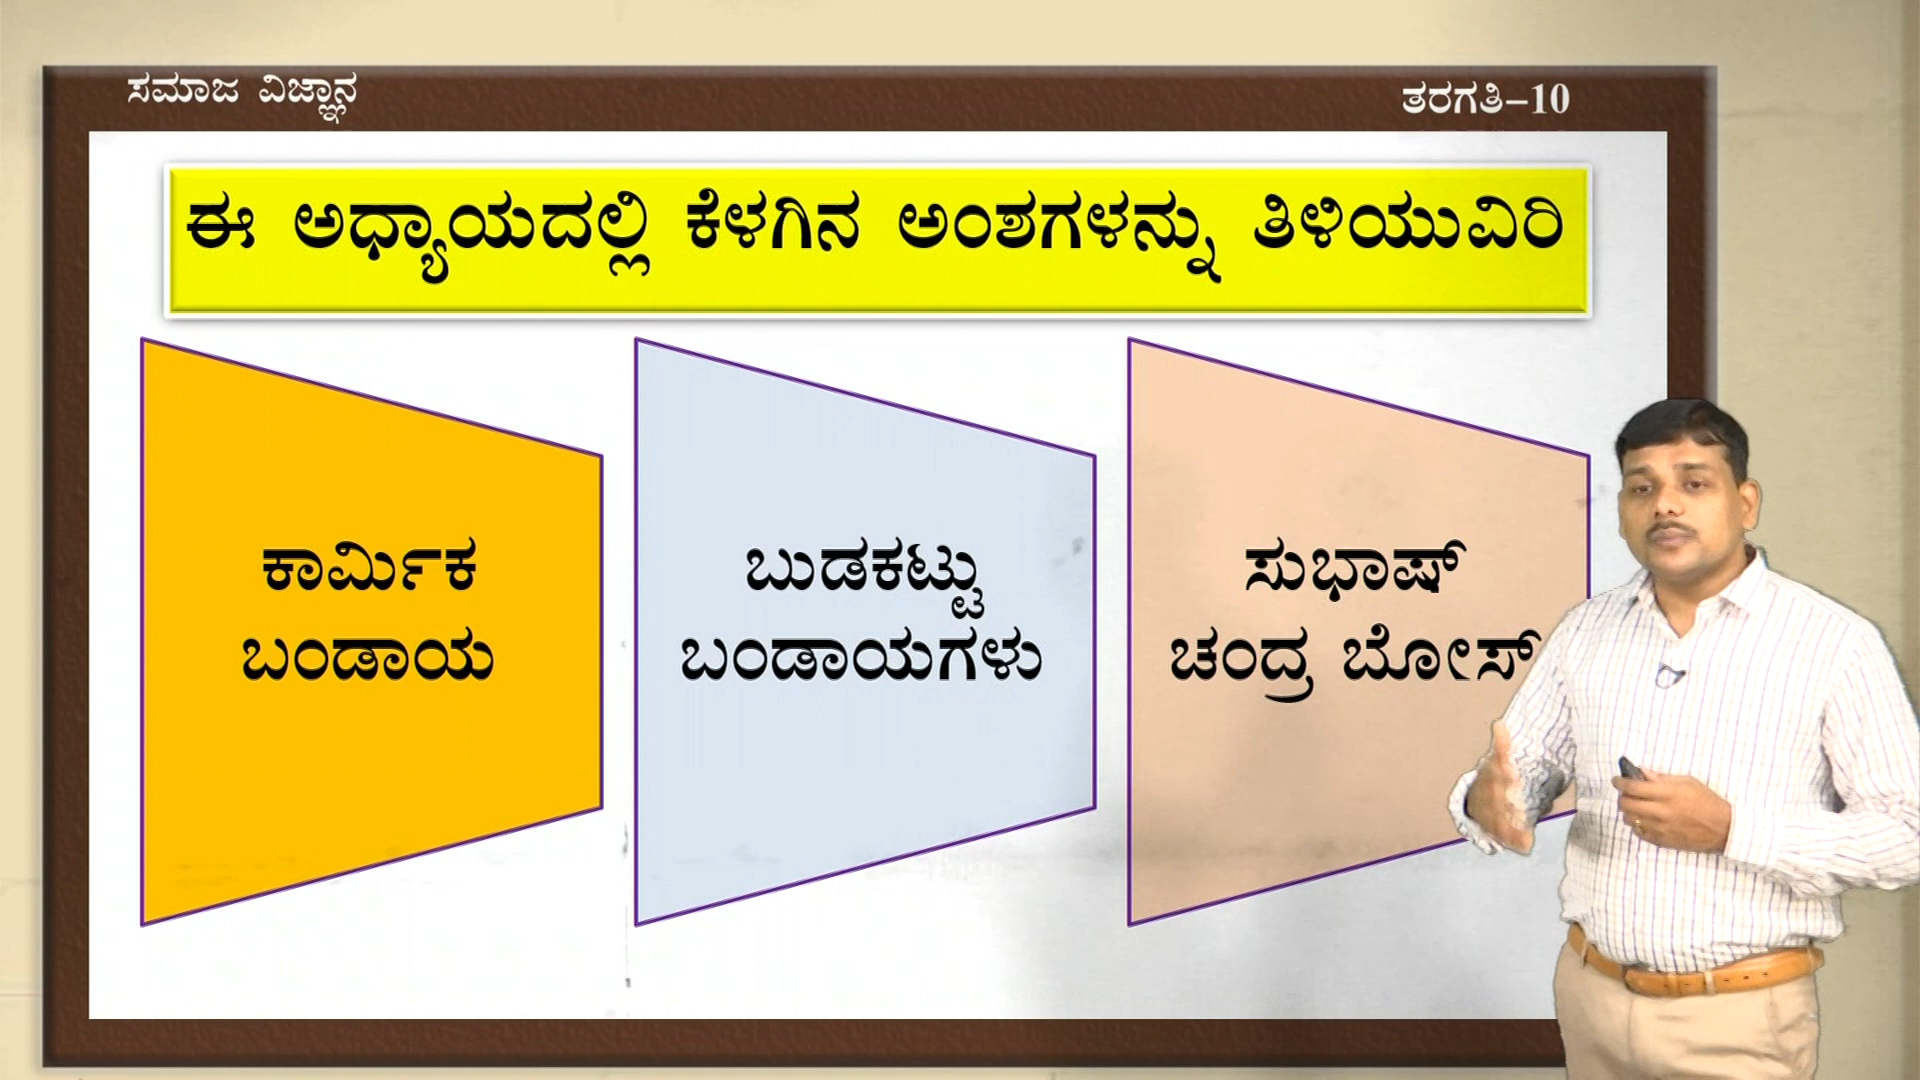 ಸಮಾಜ ವಿಜ್ಞಾನ
ತರಗತಿ-10
ಈ ಅಧ್ಯಾಯದಲ್ಲಿ ಕೆಳಗಿನ ಅಂಶಗಳನ್ನು ತಿಳಿಯುವಿರಿ
ಕಾರ್ಮಿಕ
ಬಂಡಾಯ
ಬುಡಕಟ್ಟು
ಬಂಡಾಯಗಳು
ಸುಭಾಷ್
ಚಂದ್ರ ಬೋಸ್